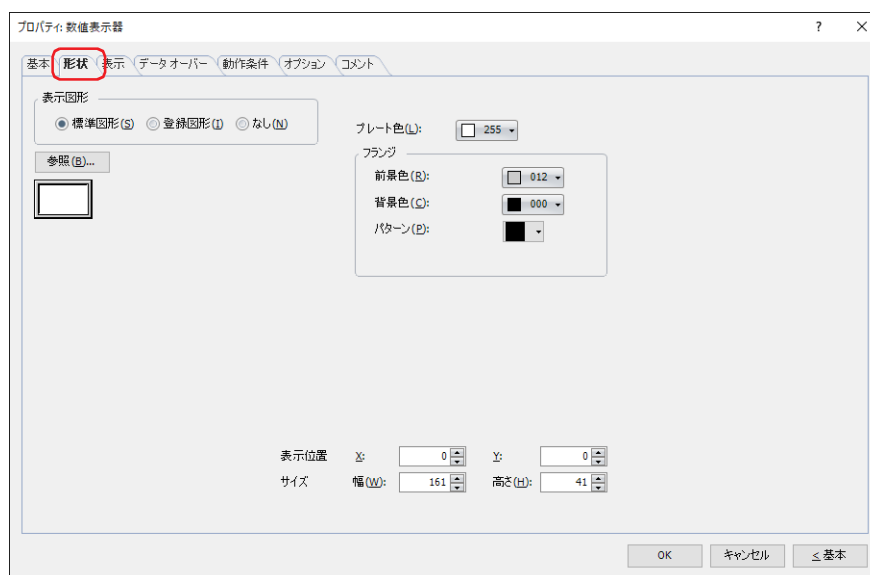 プロパティ: 数値表示器 ?
基本 形状 表示 データ オーバー 動作条件 オプション コメント
表示図形
標準図形(S) 登録図形(I) なし(N)
プレート色(L): 255
参照(B)...
フランジ
前景色(R): 012
背景色(C): 000
パターン(P):
表示位置 X: 0 Y: 0
サイズ 幅(W): 161 高さ(H): 41
OK キャンセル ≤ 基本